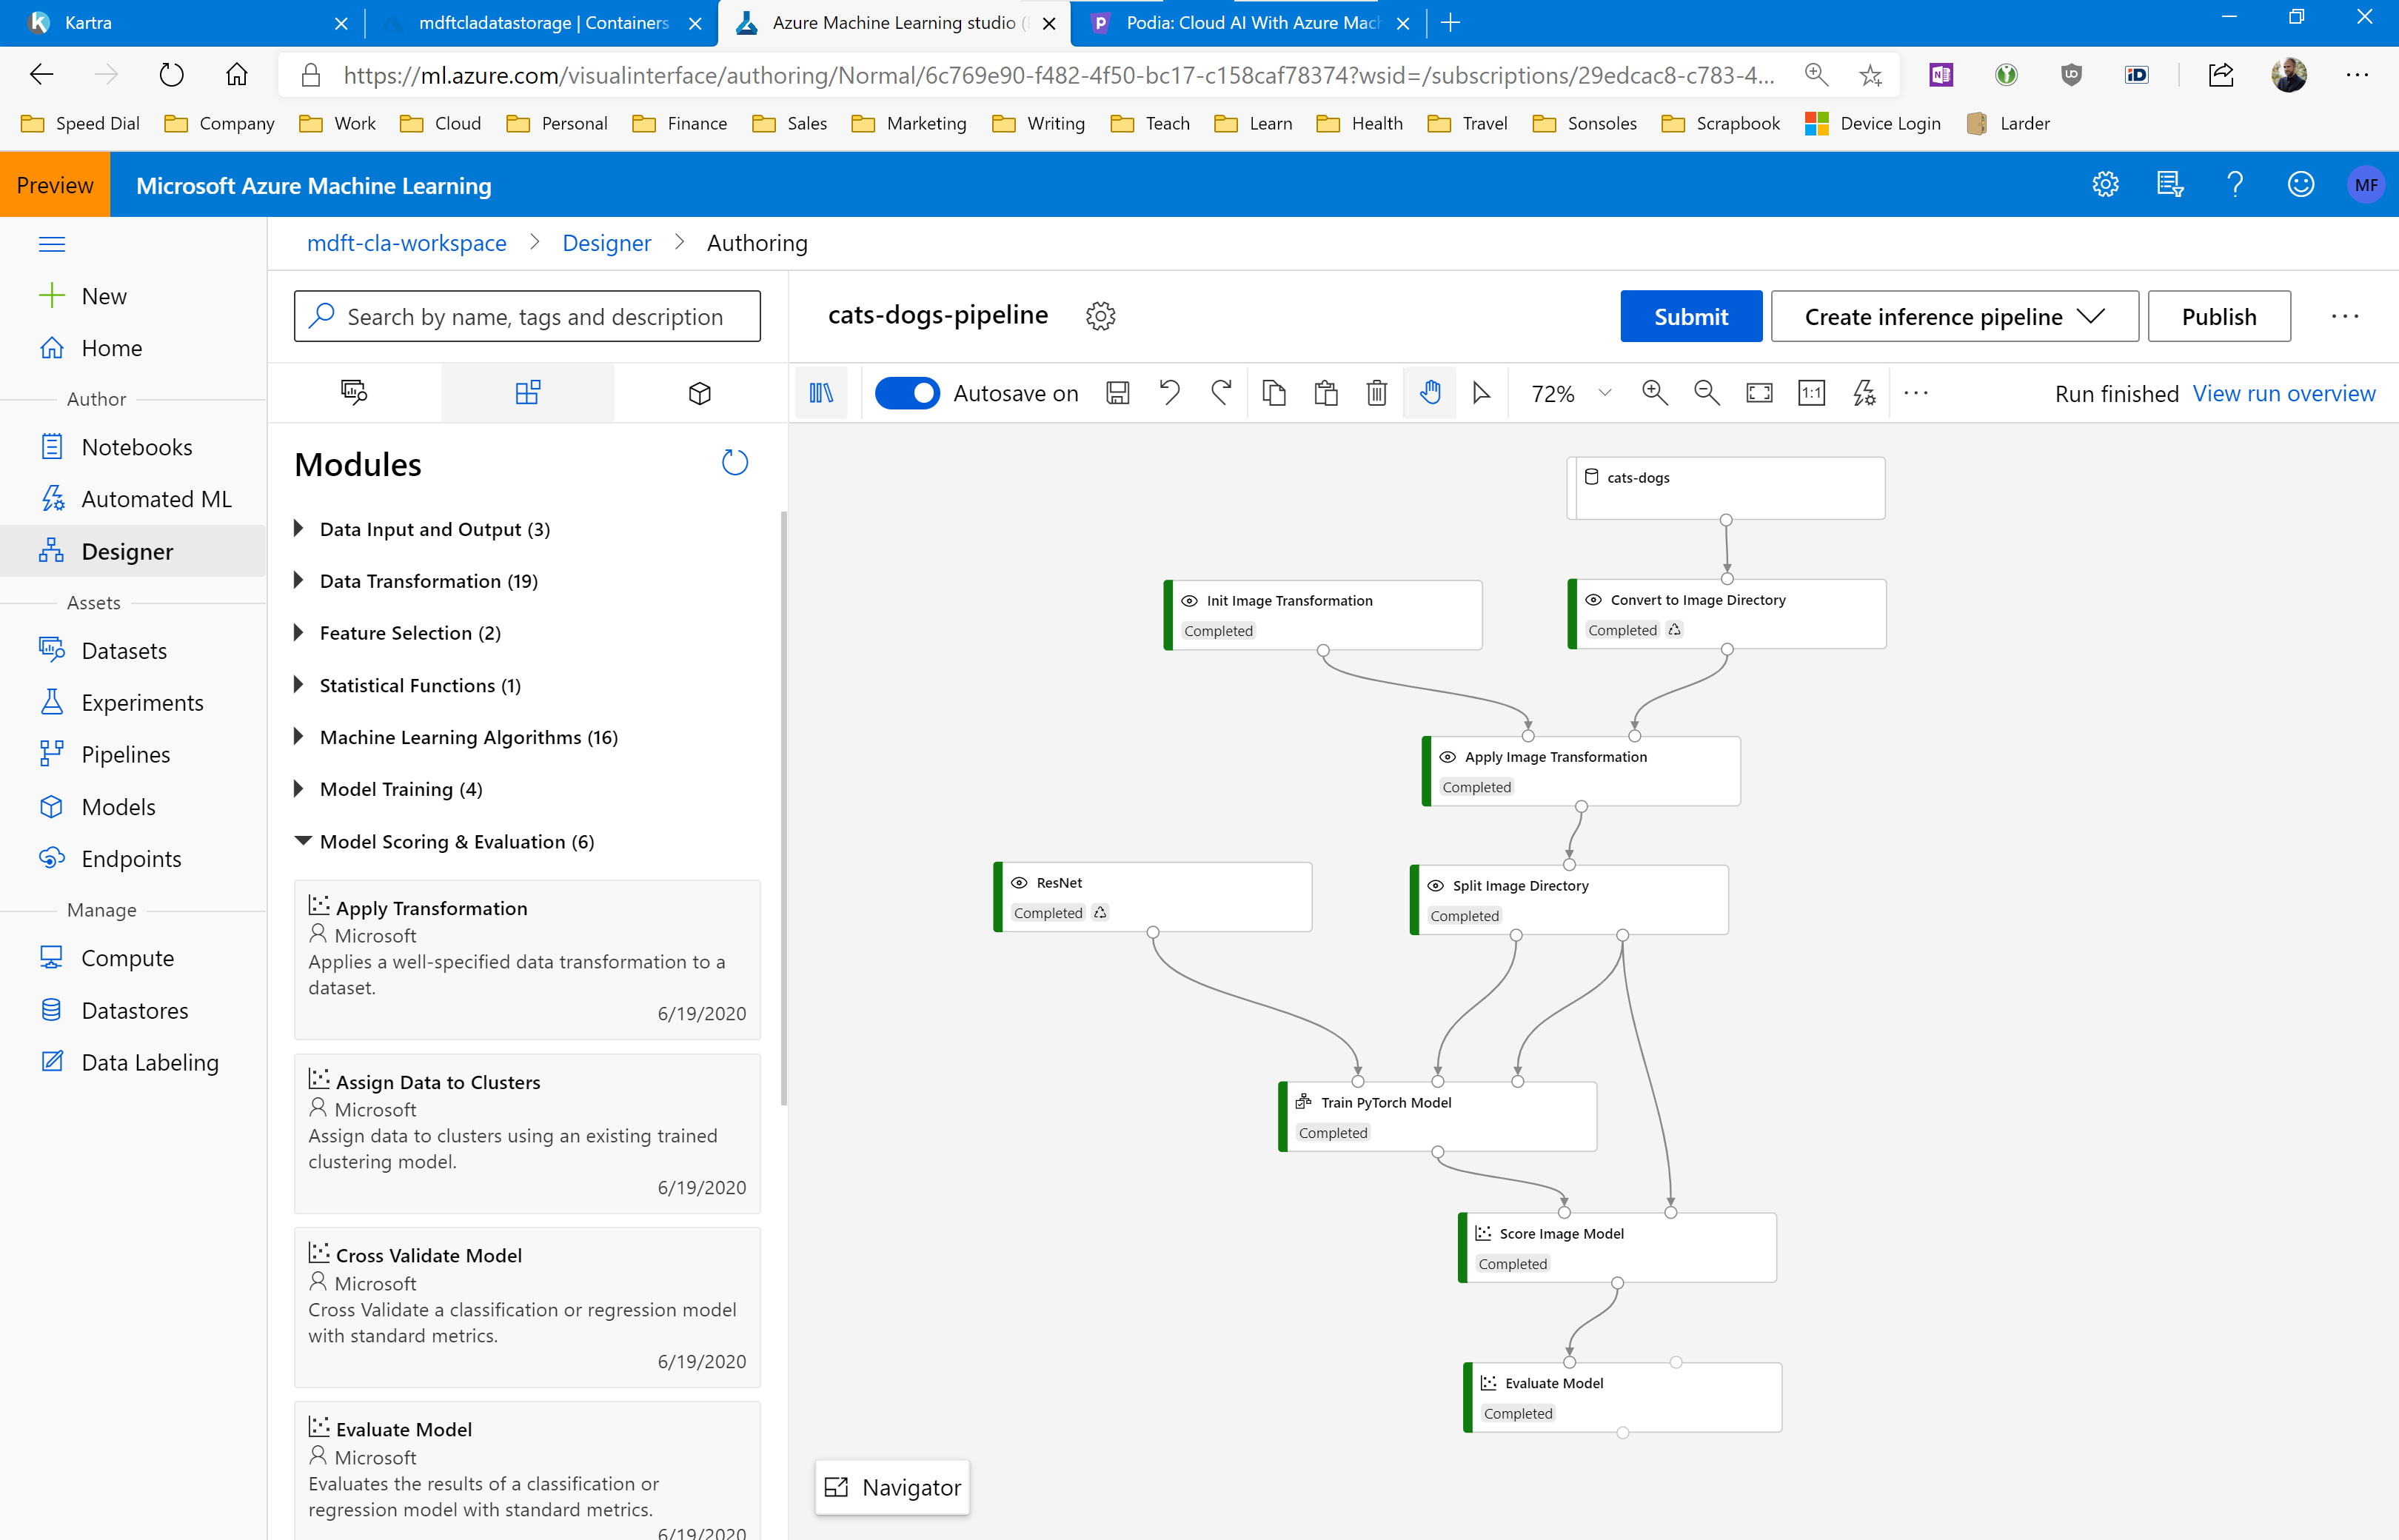 Kartra
mdftcladatastorage | Containers
Azure Machine Learning studio (
Podia: Cloud AI With Azure Mach
https://ml.azure.com/visualinterface/authoring/Normal/6c769e90-f482-4f50-bc17-c158caf78374?wsid=/subscriptions/29edcac8-c783-4...
Speed Dial
Company
Work
Cloud
Personal
Finance
Sales
Marketing
Writing
Teach
Learn
Health
Travel
Sonsoles
Scrapbook
Device Login
Larder
Preview
Microsoft Azure Machine Learning
MF
New
Home
Author
Notebooks
Automated ML
Designer
Assets
Datasets
Experiments
Pipelines
Models
Endpoints
Manage
Compute
Datastores
Data Labeling
mdft-cla-workspace > Designer > Authoring
Search by name, tags and description
cats-dogs-pipeline
Submit
Create inference pipeline
Publish
Autosave on
72%
1:1
Run finished
View run overview
Modules
Data Input and Output (3)
Data Transformation (19)
Feature Selection (2)
Statistical Functions (1)
Machine Learning Algorithms (16)
Model Training (4)
Model Scoring & Evaluation (6)
Apply Transformation
Microsoft
Applies a well-specified data transformation to a
dataset.
6/19/2020
Assign Data to Clusters
Microsoft
Assign data to clusters using an existing trained
clustering model.
6/19/2020
Cross Validate Model
Microsoft
Cross Validate a classification or regression model
with standard metrics.
6/19/2020
Evaluate Model
Microsoft
Evaluates the results of a classification or
regression model with standard metrics.
6/19/2020
cats-dogs
Init Image Transformation
Completed
Convert to Image Directory
Completed
Apply Image Transformation
Completed
ResNet
Completed
Split Image Directory
Completed
Train PyTorch Model
Completed
Score Image Model
Completed
Evaluate Model
Completed
Navigator